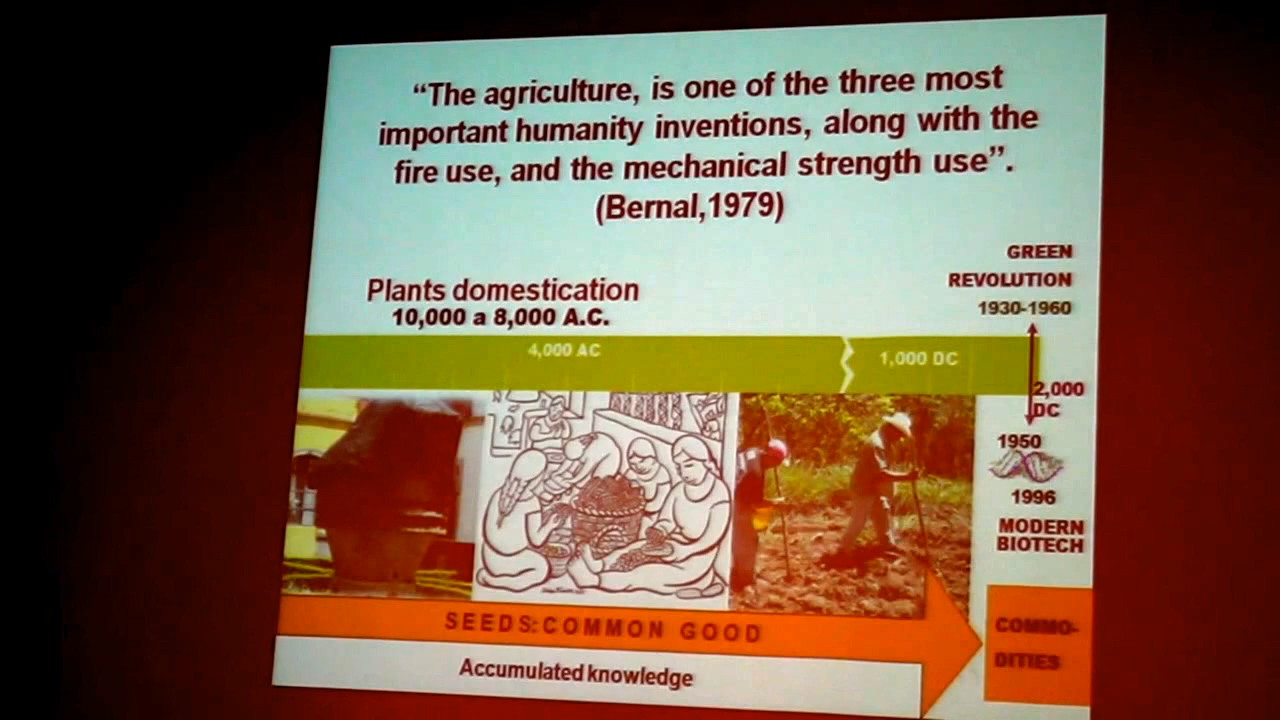 “The agriculture, is one of the three most
important humanity inventions, along with the
fire use, and the mechanical strength use”.
(Bernal,1979)
GREEN
REVOLUTION
1930-1960
Plants domestication
10,000 a 8,000 A.C.
4,000 AC
1,000 DC
2,000
DC
1950
1996
MODERN
BIOTECH
SEEDS:COMMON GOOD
COMMO-
DITIES
Accumulated knowledge